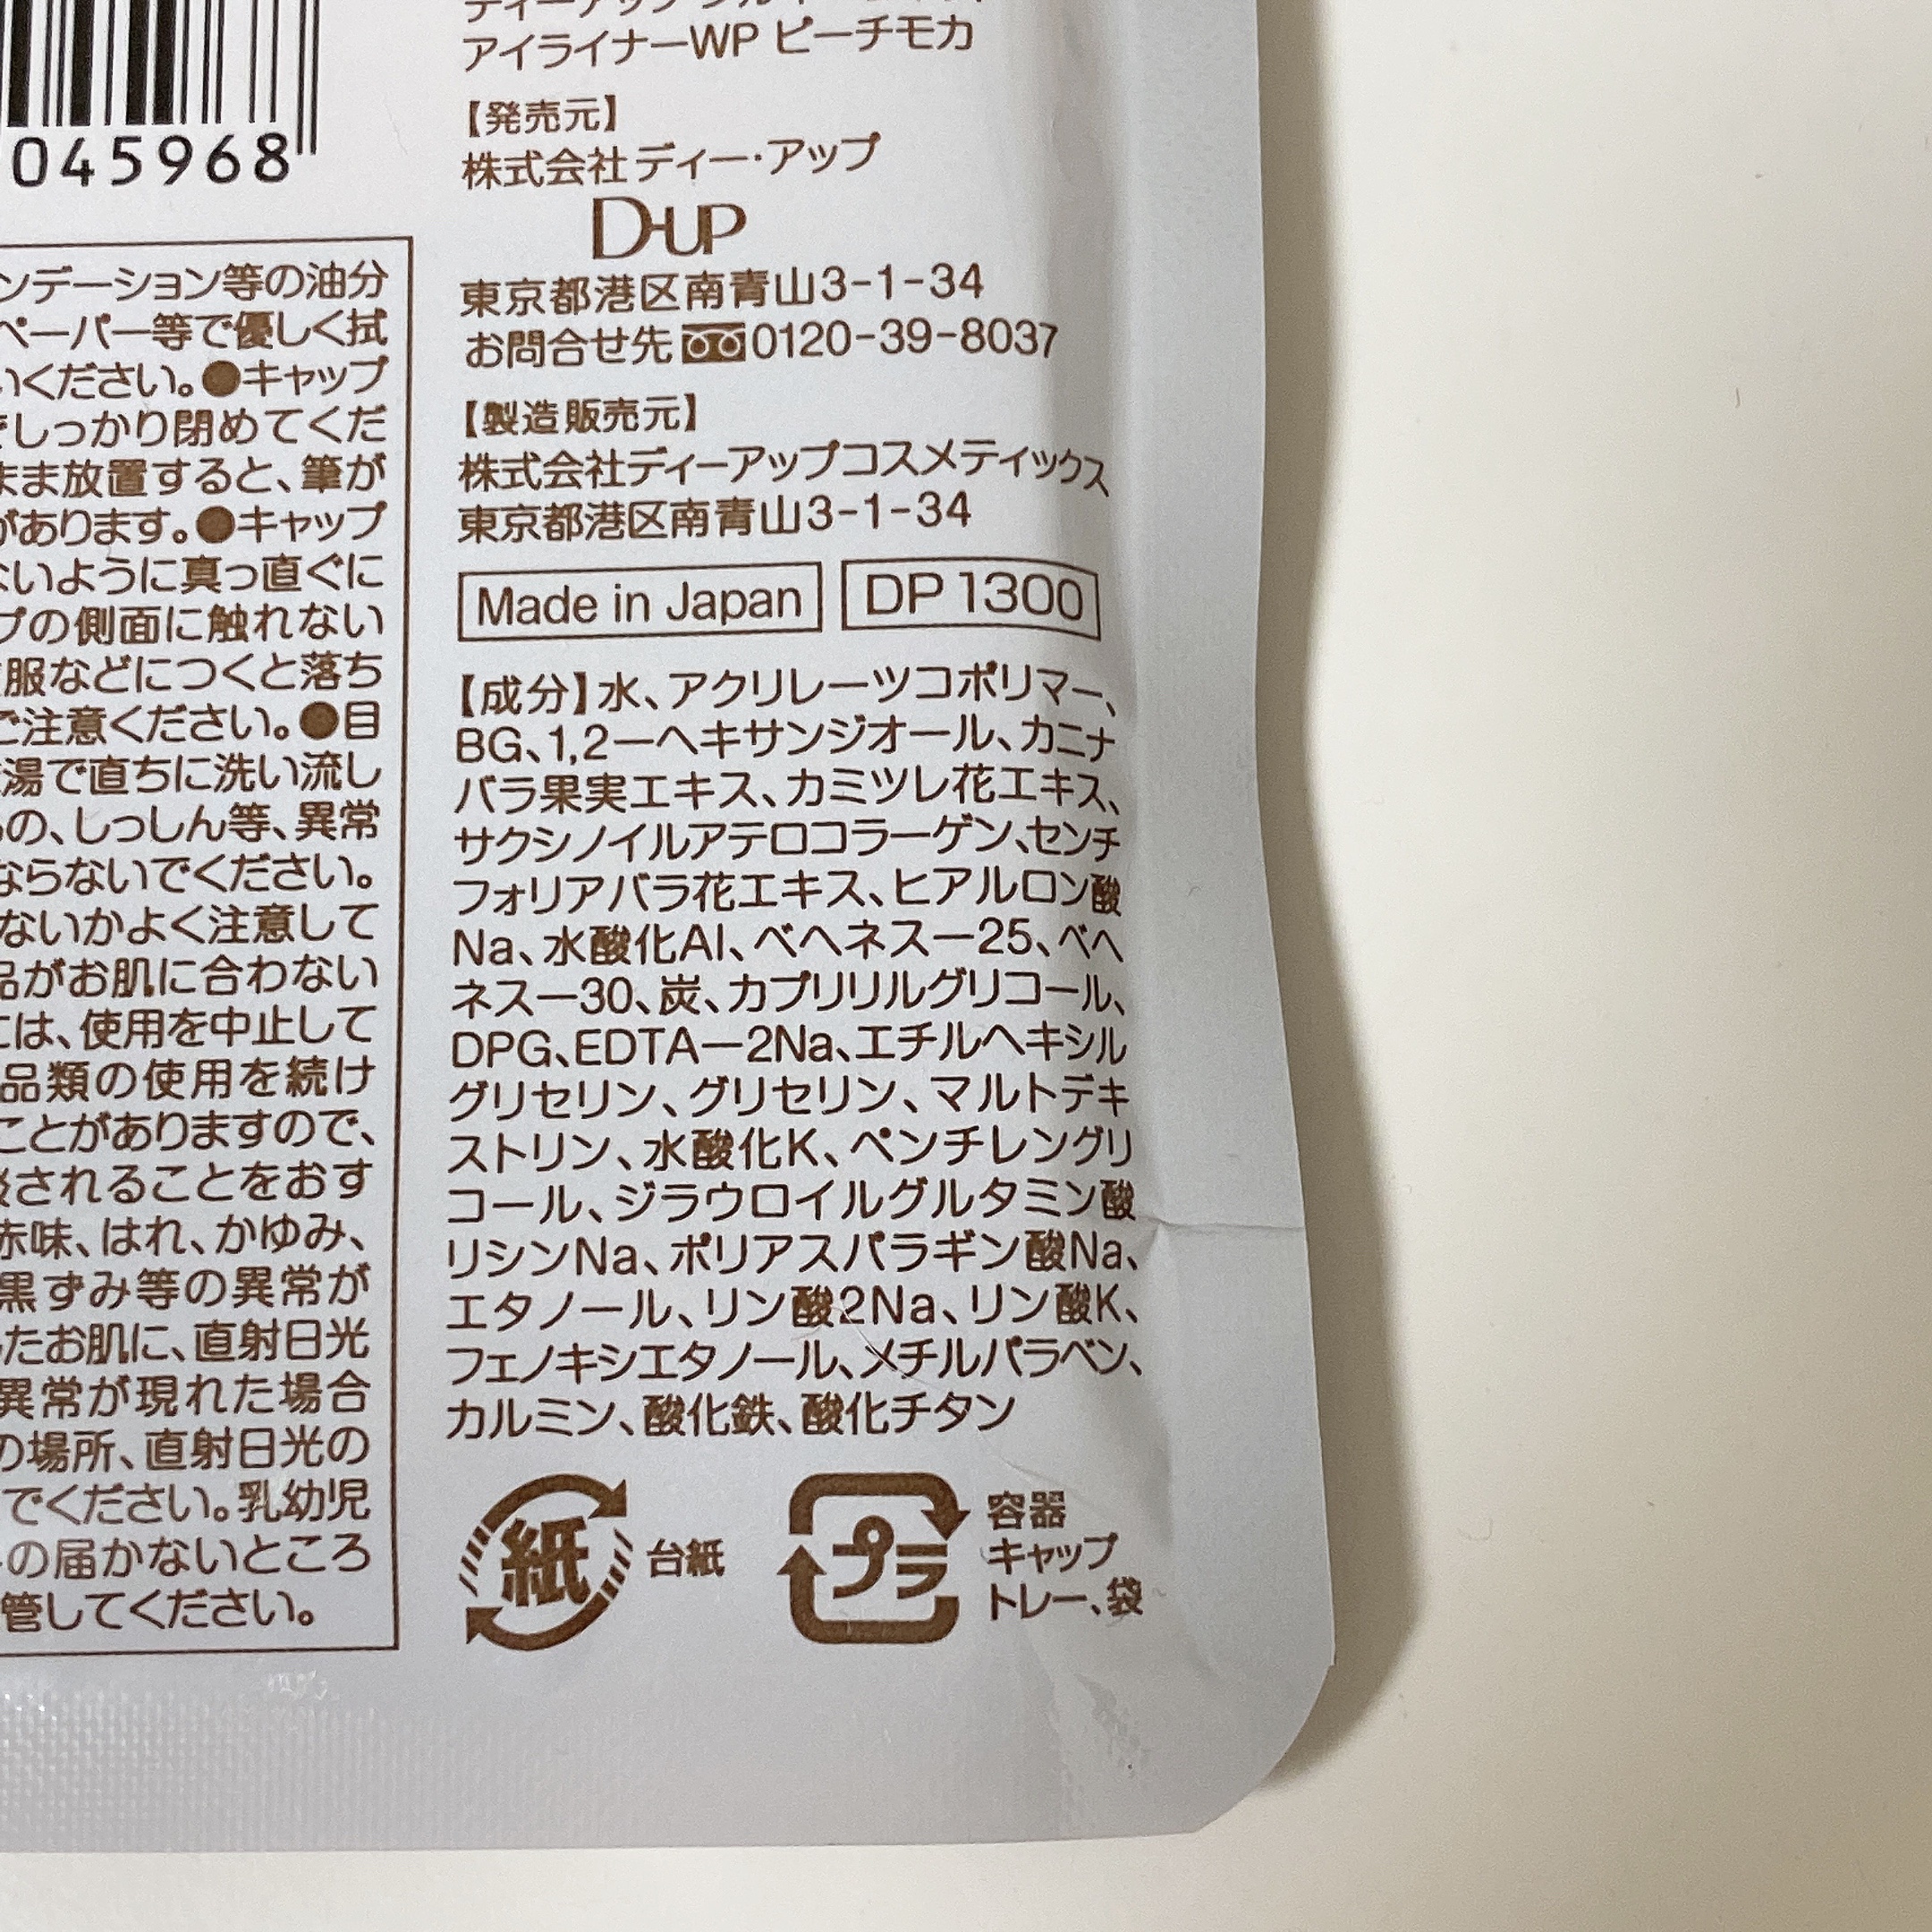 045968
ンデーション等の油分
ペーパー等で優しく拭
いください。●キャップ
しっかり閉めてくだ
まま放置すると、筆が
があります。●キャップ
ないように真っ直ぐに
プの側面に触れない
服などにつくと落ち
ご注意ください。●目
湯で直ちに洗い流し
の、しっしん等、異常
ならないでください。
ないかよく注意して
品がお肌に合わない
には、使用を中止して
品類の使用を続け
ことがありますので、
されることをおす
赤味、はれ、かゆみ、
黒ずみ等の異常が
たお肌に、直射日光
異常が現れた場合
の場所、直射日光の
でください。乳幼児
の届かないところ
管してください。
アイライナーWP ピーチモカ
【発売元】
株式会社 ディー・アップ
D-UP
東京都港区南青山3-1-34
お問合せ先 0120-39-8037
【製造販売元】
株式会社ディーアップコスメティックス
東京都港区南青山3-1-34
Made in Japan DP 1300
【成分】水、アクリレーツコポリマー、
BG、1,2ーヘキサンジオール、カニナ
バラ果実エキス、カミツレ花エキス、
サクシノイルアテロコラーゲン、センチ
フォリアバラ花エキス、ヒアルロン酸
Na、水酸化Al、ベヘネスー25、ベヘ
ネスー30、炭、カプリリルグリコール、
DPG、EDTAー2Na、エチルヘキシル
グリセリン、グリセリン、マルトデキ
ストリン、水酸化K、ペンチレングリ
コール、ジラウロイルグルタミン酸
リシンNa、ポリアスパラギン酸Na、
エタノール、リン酸2Na、リン酸K、
フェノキシエタノール、メチルパラベン、
カルミン、酸化鉄、酸化チタン
紙 台紙
プラ 容器
キャップ
トレー、袋